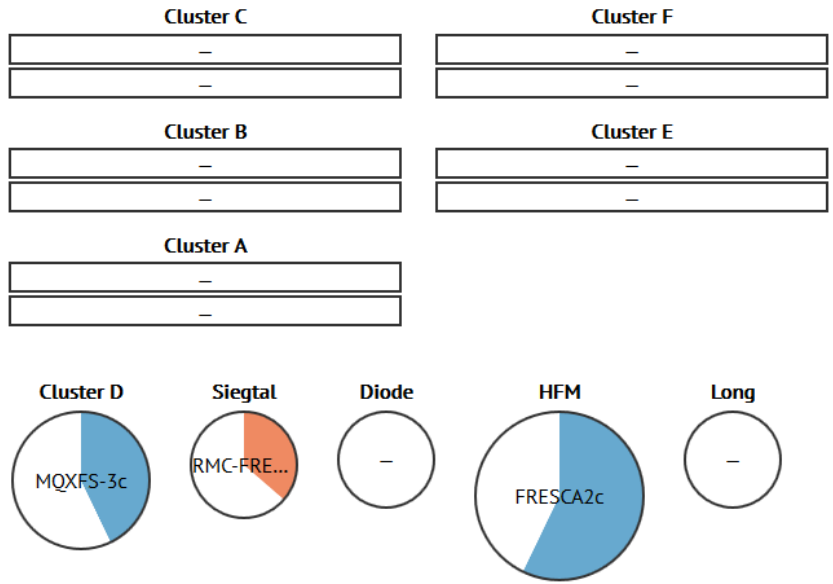 Cluster C
–
–
Cluster F
–
–
Cluster B
–
–
Cluster E
–
–
Cluster A
–
–
Cluster D
MQXFS-3c
Siegtal
RMC-FRE...
Diode
–
HFM
FRESCA2c
Long
–